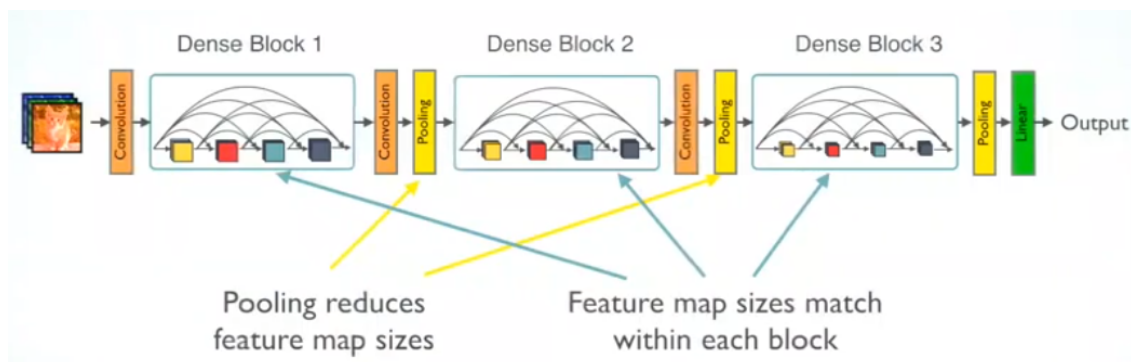 Dense Block 1
Dense Block 2
Dense Block 3
Convolution
Convolution
Pooling
Convolution
Pooling
Pooling
Linear
Output
Pooling reduces
feature map sizes
Feature map sizes match
within each block